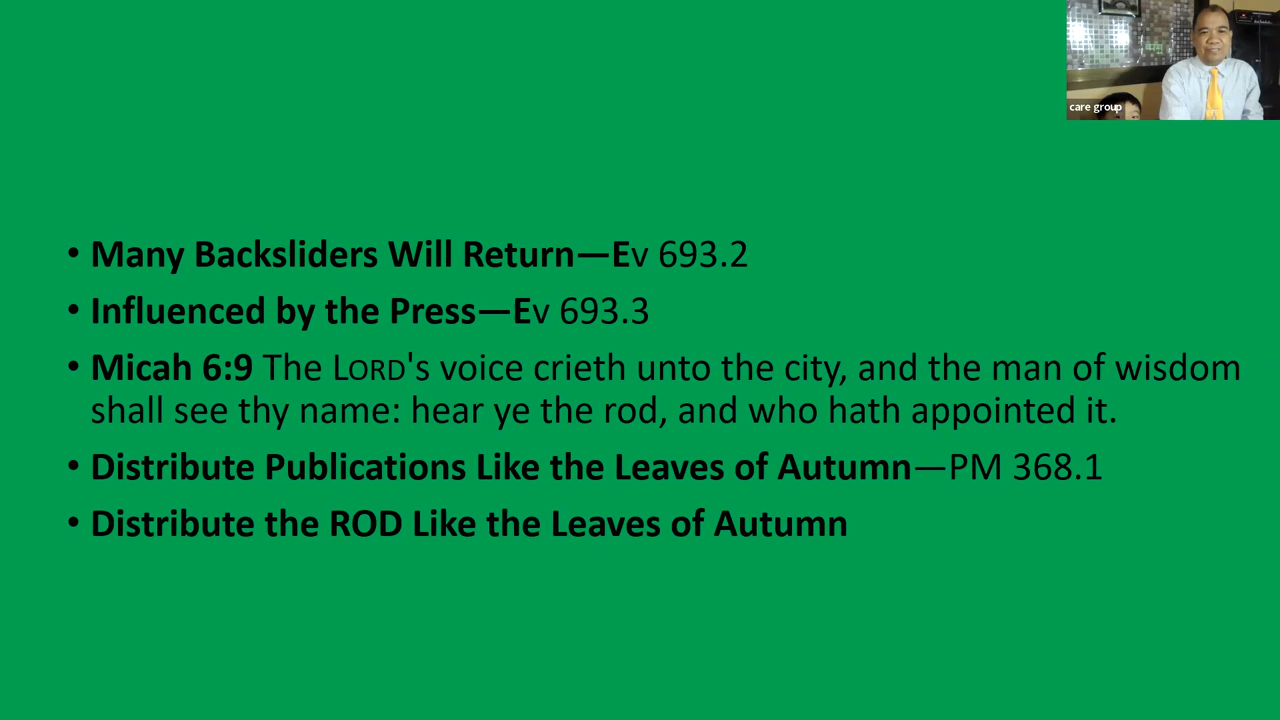 care group
• Many Backsliders Will Return—Ev 693.2
• Influenced by the Press—Ev 693.3
• Micah 6:9 The LORD's voice crieth unto the city, and the man of wisdom
shall see thy name: hear ye the rod, and who hath appointed it.
• Distribute Publications Like the Leaves of Autumn—PM 368.1
• Distribute the ROD Like the Leaves of Autumn